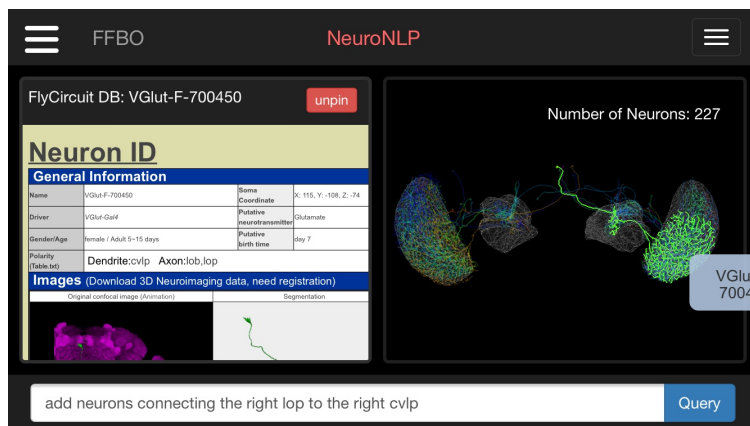 FFBO
NeuroNLP
FlyCircuit DB: VGlut-F-700450
unpin
Number of Neurons: 227
Neuron ID
General Information
Name VGlut-F-700450 Soma Coordinate X: 115, Y: -108, Z: -74
Driver VGlut-Gal4 Putative neurotransmitter Glutamate
Gender/Age female / Adult 5~15 days Putative birth time day 7
Polarity (Table.txt) Dendrite:cvlp Axon:lob,lop
Images (Download 3D Neuroimaging data, need registration)
Original confocal image (Animation) Segmentation
VGlu
7004
add neurons connecting the right lop to the right cvlp
Query